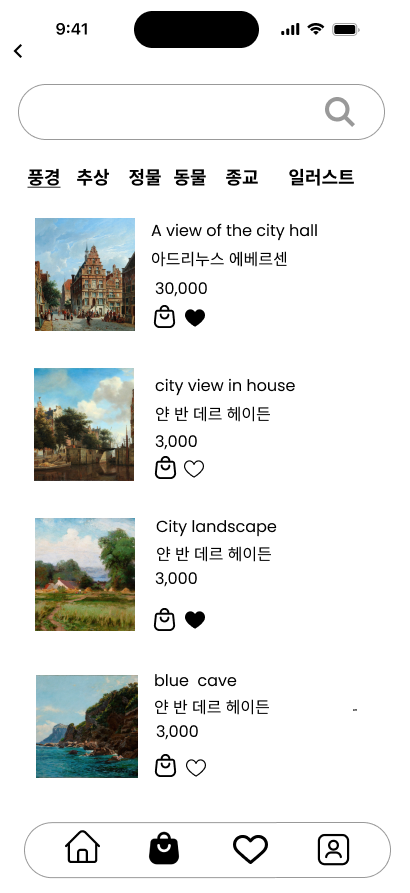 9:41
풍경 추상 정물 동물 종교 일러스트
A view of the city hall
아드리누스 에베르센
30,000
city view in house
얀 반 데르 헤이든
3,000
City landscape
얀 반 데르 헤이든
3,000
blue cave
얀 반 데르 헤이든
-
3,000